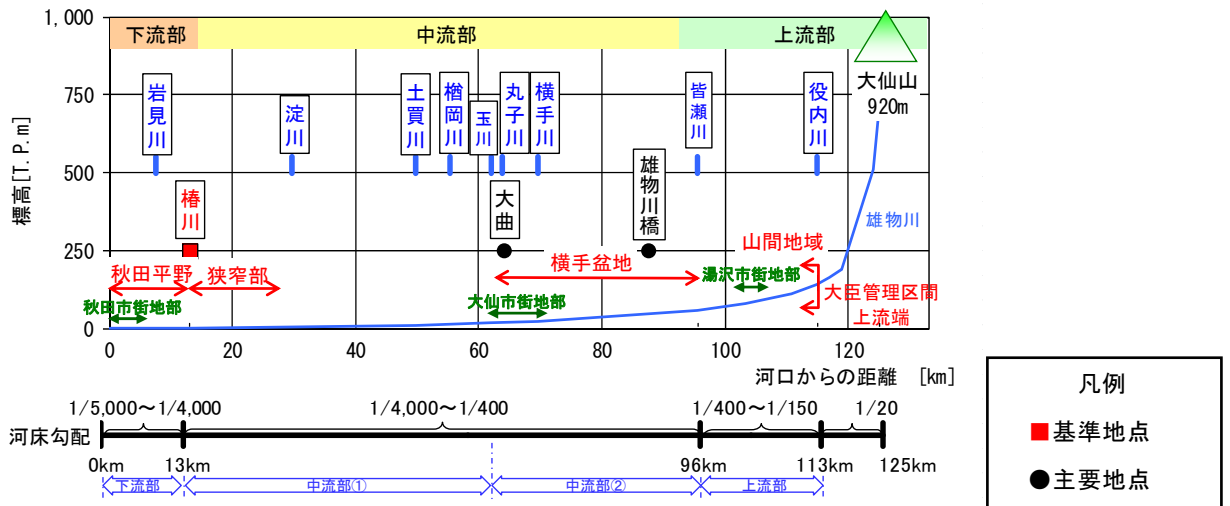 1,000
下流部
中流部
上流部
大仙山
920m
750
岩見川
淀川
土買川
楢岡川
玉川
丸子川
横手川
皆瀬川
役内川
標高[T.P.m]
500
椿川
大曲
雄物川橋
雄物川
250
秋田平野
狭窄部
横手盆地
山間地域
湯沢市街地部
大臣管理区間
上流端
秋田市街地部
大仙市街地部
0
0 20 40 60 80 100 120
河口からの距離 [km]
1/5,000～1/4,000
1/4,000～1/400
1/400～1/150
1/20
河床勾配
0km 13km 96km 113km 125km
下流部
中流部①
中流部②
上流部
凡例
基準地点
主要地点